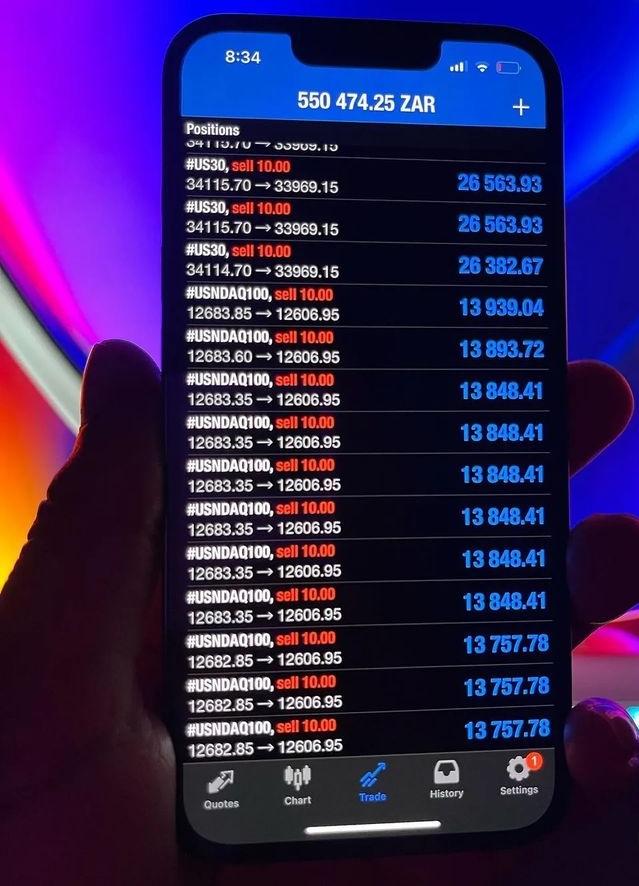 8:34
550 474.25 ZAR +
Positions
34115.70 → 33969.15
#US30, sell 10.00
34115.70 → 33969.15 26 563.93
#US30, sell 10.00
34115.70 → 33969.15 26 563.93
#US30, sell 10.00
34114.70 → 33969.15 26 382.67
#USNDAQ100, sell 10.00
12683.85 → 12606.95 13 939.04
#USNDAQ100, sell 10.00
12683.60 → 12606.95 13 893.72
#USNDAQ100, sell 10.00
12683.35 → 12606.95 13 848.41
#USNDAQ100, sell 10.00
12683.35 → 12606.95 13 848.41
#USNDAQ100, sell 10.00
12683.35 → 12606.95 13 848.41
#USNDAQ100, sell 10.00
12683.35 → 12606.95 13 848.41
#USNDAQ100, sell 10.00
12683.35 → 12606.95 13 848.41
#USNDAQ100, sell 10.00
12683.35 → 12606.95 13 848.41
#USNDAQ100, sell 10.00
12682.85 → 12606.95 13 757.78
#USNDAQ100, sell 10.00
12682.85 → 12606.95 13 757.78
#USNDAQ100, sell 10.00
12682.85 → 12606.95 13 757.78
1
Quotes Chart Trade History Settings